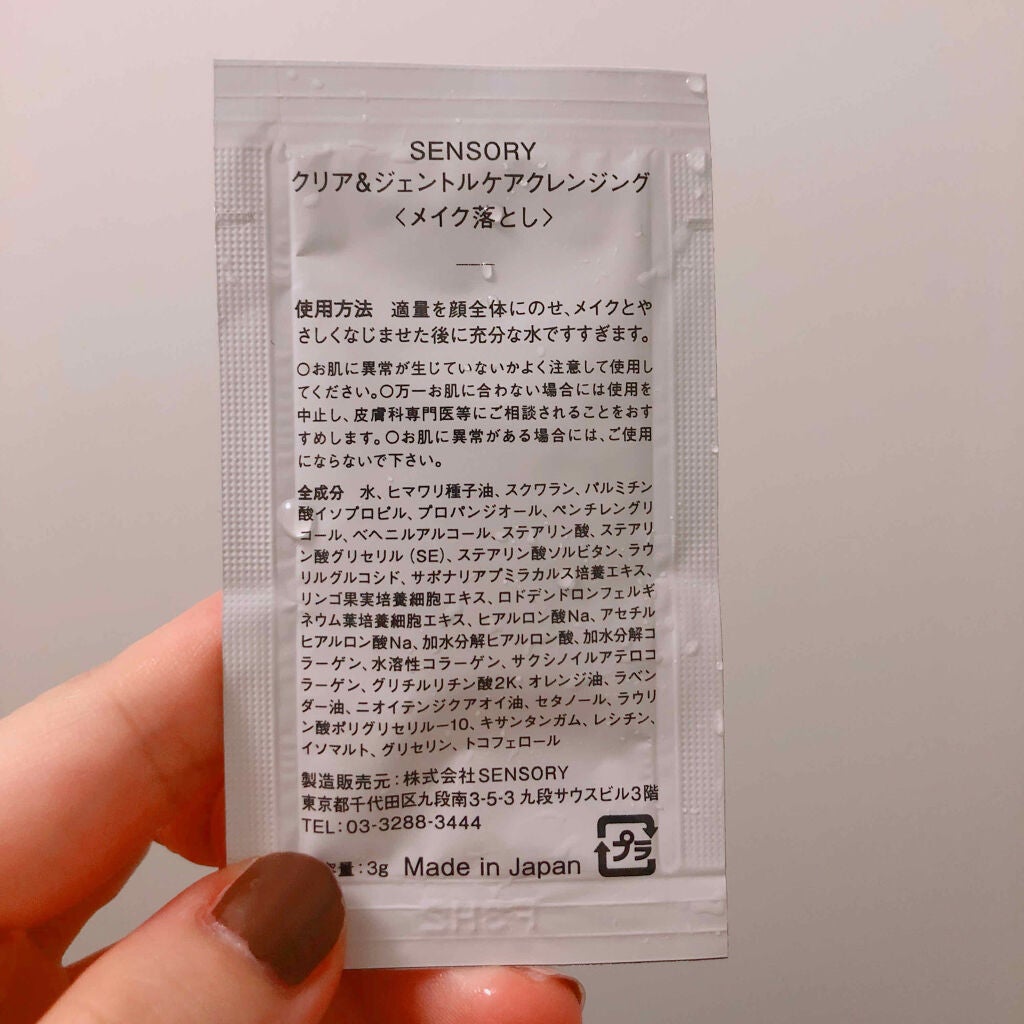 SENSORY
クリア&ジェントルケアクレンジング
〈メイク落とし〉
使用方法　適量を顔全体にのせ、メイクとや
さしくなじませた後に充分な水ですすぎます。
○お肌に異常が生じていないかよく注意して使用し
てください。○万一お肌に合わない場合には使用を
中止し、皮膚科専門医等にご相談されることをおす
すめします。○お肌に異常がある場合には、ご使用
にならないで下さい。
全成分　水、ヒマワリ種子油、スクワラン、パルミチン
酸イソプロピル、プロパンジオール、ペンチレングリ
コール、ベヘニルアルコール、ステアリン酸、ステアリ
ン酸グリセリル（SE）、ステアリン酸ソルビタン、ラウ
リルグルコシド、サポナリアプミラカルス培養エキス、
リンゴ果実培養細胞エキス、ロドデンドロンフェルギ
ネウム葉培養細胞エキス、ヒアルロン酸Na、アセチル
ヒアルロン酸Na、加水分解ヒアルロン酸、加水分解コ
ラーゲン、水溶性コラーゲン、サクシノイルアテロコ
ラーゲン、グリチルリチン酸2K、オレンジ油、ラベン
ダー油、ニオイテンジクアオイ油、セタノール、ラウリ
ン酸ポリグリセリル－10、キサンタンガム、レシチン、
イソマルト、グリセリン、トコフェロール
製造販売元：株式会社SENSORY
東京都千代田区九段南3-5-3 九段サウスビル3階
TEL：03-3288-3444
量：3g Made in Japan
プラ